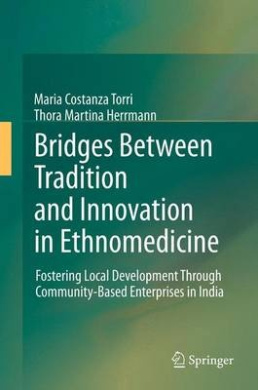 Maria Costanza Torri
Thora Martina Herrmann
Bridges Between
Tradition
and Innovation
in Ethnomedicine
Fostering Local Development Through
Community-Based Enterprises in India
Springer